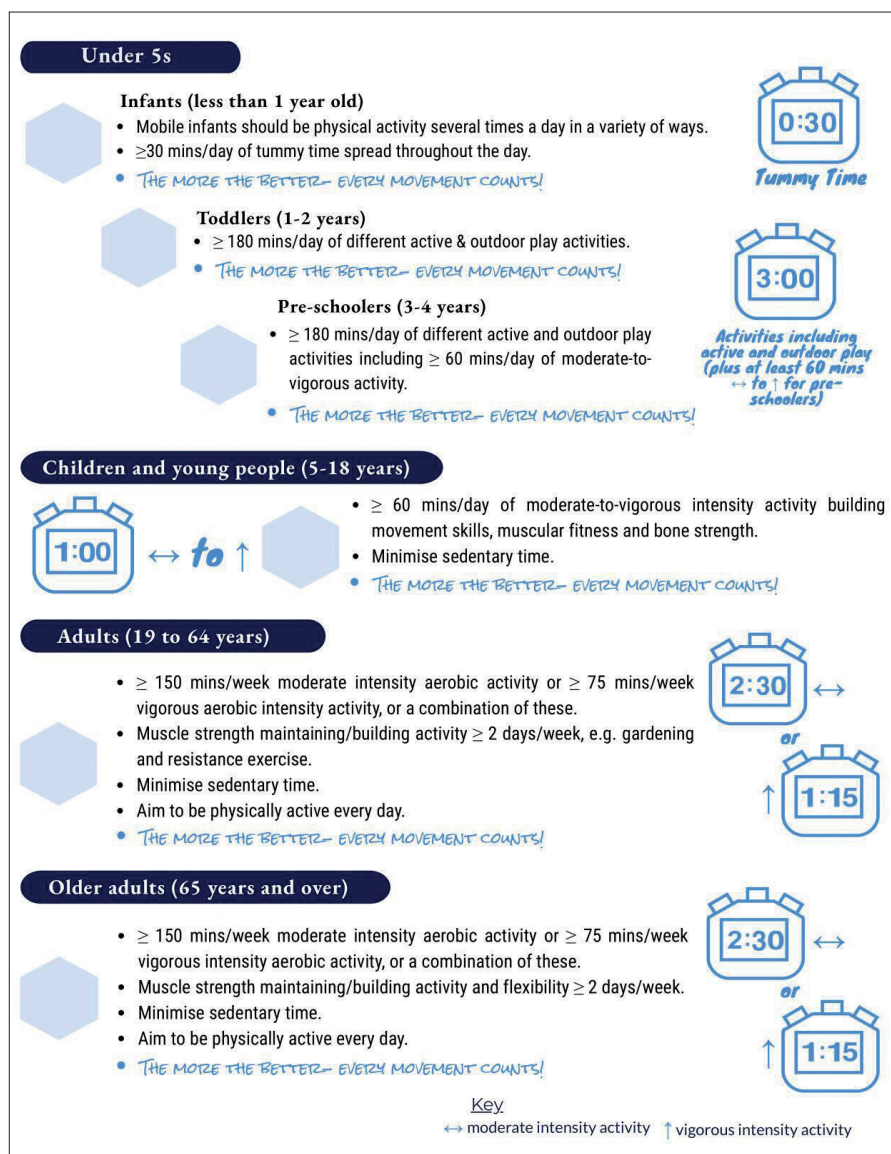 Under 5s
Infants (less than 1 year old)
• Mobile infants should be physical activity several times a day in a variety of ways.
• ≥30 mins/day of tummy time spread throughout the day.
• THE MORE THE BETTER– EVERY MOVEMENT COUNTS!
0:30
Tummy Time
Toddlers (1-2 years)
• ≥ 180 mins/day of different active & outdoor play activities.
• THE MORE THE BETTER– EVERY MOVEMENT COUNTS!
Pre-schoolers (3-4 years)
• ≥ 180 mins/day of different active and outdoor play
activities including ≥ 60 mins/day of moderate-to-
vigorous activity.
• THE MORE THE BETTER– EVERY MOVEMENT COUNTS!
3:00
Activities including
active and outdoor play
(plus at least 60 mins
↔ to ↑ for pre-
schoolers)
Children and young people (5-18 years)
1:00 ↔ to ↑
• ≥ 60 mins/day of moderate-to-vigorous intensity activity building
movement skills, muscular fitness and bone strength.
• Minimise sedentary time.
• THE MORE THE BETTER– EVERY MOVEMENT COUNTS!
Adults (19 to 64 years)
• ≥ 150 mins/week moderate intensity aerobic activity or ≥ 75 mins/week
vigorous aerobic intensity activity, or a combination of these.
• Muscle strength maintaining/building activity ≥ 2 days/week, e.g. gardening
and resistance exercise.
• Minimise sedentary time.
• Aim to be physically active every day.
• THE MORE THE BETTER– EVERY MOVEMENT COUNTS!
2:30 ↔
or
↑ 1:15
Older adults (65 years and over)
• ≥ 150 mins/week moderate intensity aerobic activity or ≥ 75 mins/week
vigorous intensity aerobic activity, or a combination of these.
• Muscle strength maintaining/building activity and flexibility ≥ 2 days/week.
• Minimise sedentary time.
• Aim to be physically active every day.
• THE MORE THE BETTER– EVERY MOVEMENT COUNTS!
2:30 ↔
or
↑ 1:15
Key
↔ moderate intensity activity ↑ vigorous intensity activity